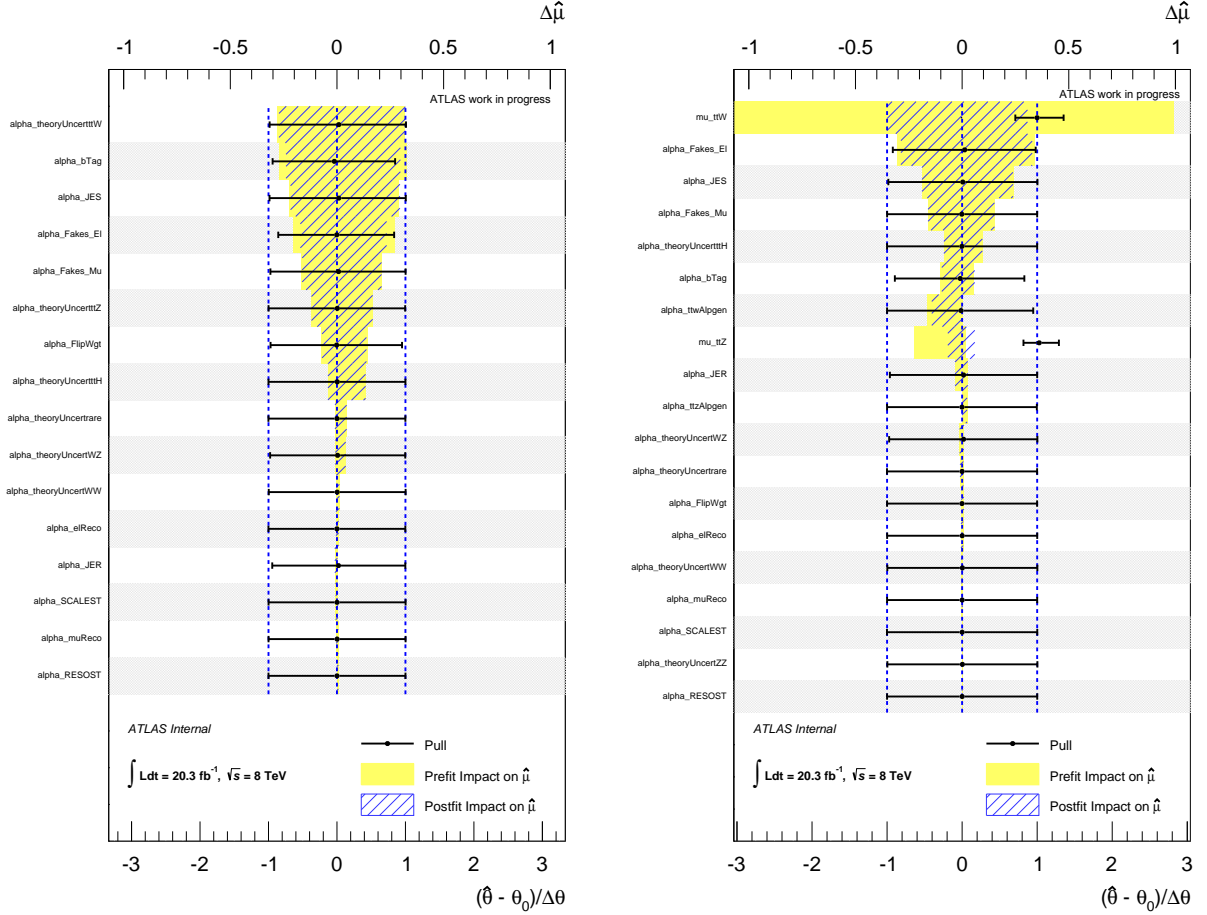 Δμ̂
-1 -0.5 0 0.5 1
ATLAS work in progress
alpha_theoryUncertttW
alpha_bTag
alpha_JES
alpha_Fakes_El
alpha_Fakes_Mu
alpha_theoryUncertttZ
alpha_FlipWgt
alpha_theoryUncertttH
alpha_theoryUncertrare
alpha_theoryUncertWZ
alpha_theoryUncertWW
alpha_elReco
alpha_JER
alpha_SCALEST
alpha_muReco
alpha_RESOST
ATLAS Internal
Pull
∫ Ldt = 20.3 fb⁻¹, √s = 8 TeV
Prefit Impact on μ̂
Postfit Impact on μ̂
-3 -2 -1 0 1 2 3
(θ̂ - θ₀)/Δθ
Δμ̂
-1 -0.5 0 0.5 1
ATLAS work in progress
mu_ttW
alpha_Fakes_El
alpha_JES
alpha_Fakes_Mu
alpha_theoryUncertttH
alpha_bTag
alpha_ttwAlpgen
mu_ttZ
alpha_JER
alpha_ttzAlpgen
alpha_theoryUncertWZ
alpha_theoryUncertrare
alpha_FlipWgt
alpha_elReco
alpha_theoryUncertWW
alpha_muReco
alpha_SCALEST
alpha_theoryUncertZZ
alpha_RESOST
ATLAS Internal
Pull
∫ Ldt = 20.3 fb⁻¹, √s = 8 TeV
Prefit Impact on μ̂
Postfit Impact on μ̂
-3 -2 -1 0 1 2 3
(θ̂ - θ₀)/Δθ